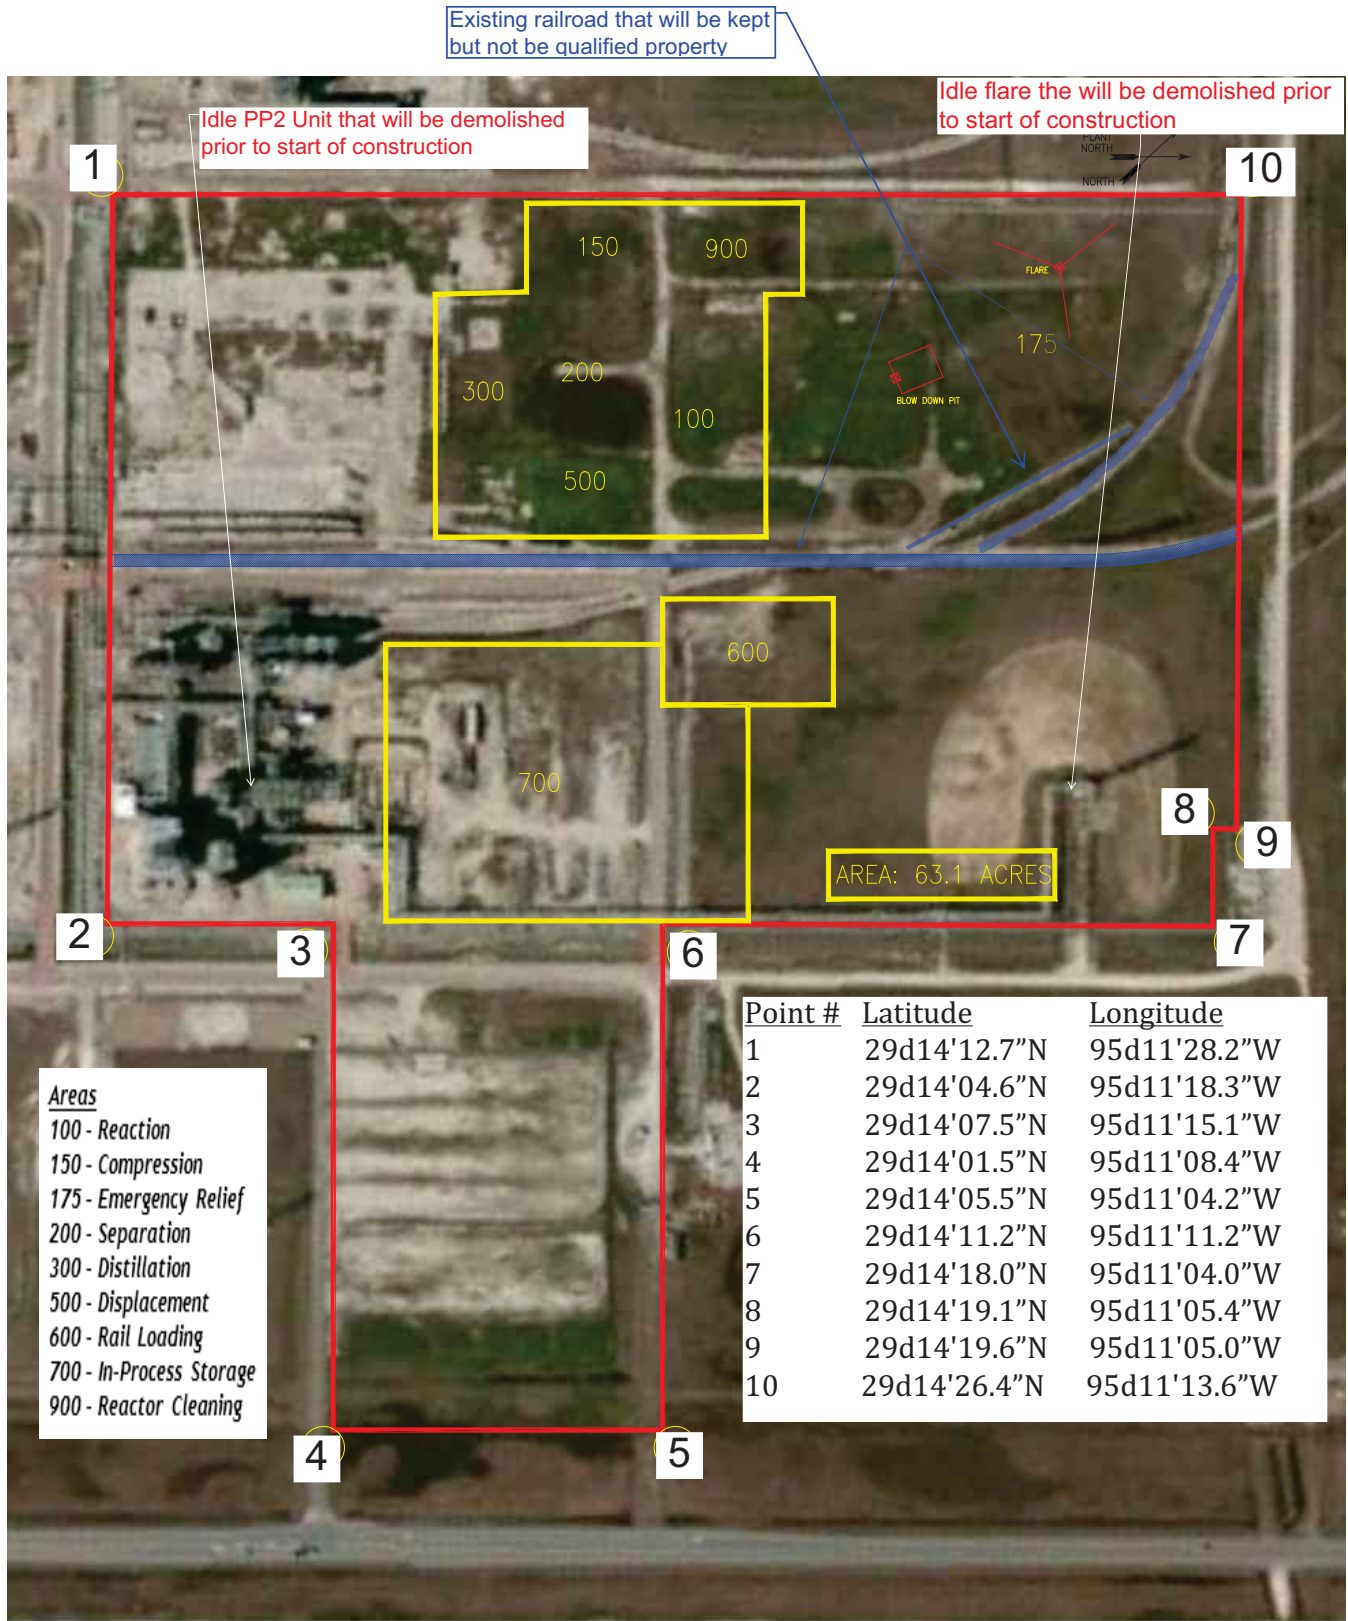 Existing railroad that will be kept
but not be qualified property
Idle flare the will be demolished prior
to start of construction
Idle PP2 Unit that will be demolished
prior to start of construction
PLANT
NORTH
NORTH
1
10
150
900
FLARE
175
200
300
100
BLOW DOWN PIT
500
600
700
8
9
AREA: 63.1 ACRES
2
3
6
7
Point # Latitude Longitude
1 29d14'12.7”N 95d11'28.2”W
2 29d14'04.6”N 95d11'18.3”W
3 29d14'07.5”N 95d11'15.1”W
4 29d14'01.5”N 95d11'08.4”W
5 29d14'05.5”N 95d11'04.2”W
6 29d14'11.2”N 95d11'11.2”W
7 29d14'18.0”N 95d11'04.0”W
8 29d14'19.1”N 95d11'05.4”W
9 29d14'19.6”N 95d11'05.0”W
10 29d14'26.4”N 95d11'13.6”W
Areas
100 - Reaction
150 - Compression
175 - Emergency Relief
200 - Separation
300 - Distillation
500 - Displacement
600 - Rail Loading
700 - In-Process Storage
900 - Reactor Cleaning
4
5